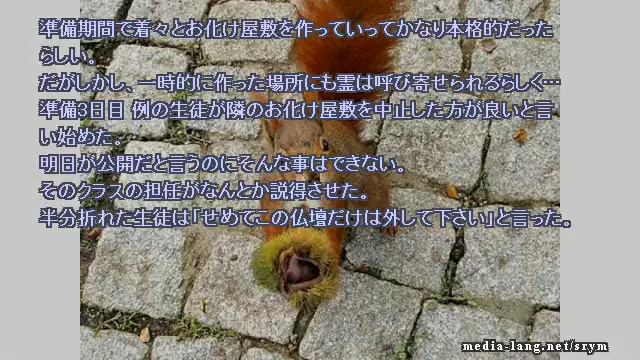 準備期間で着々とお化け屋敷を作っていってかなり本格的だった
らしい。
だがしかし、一時的に作った場所にも霊は呼び寄せられるらしく…
準備3日目 例の生徒が隣のお化け屋敷を中止した方が良いと言
い始めた。
明日が公開だと言うのにそんな事はできない。
そのクラスの担任がなんとか説得させた。
半分折れた生徒は「せめてこの仏壇だけは外して下さい」と言った。
media-lang.net/srym